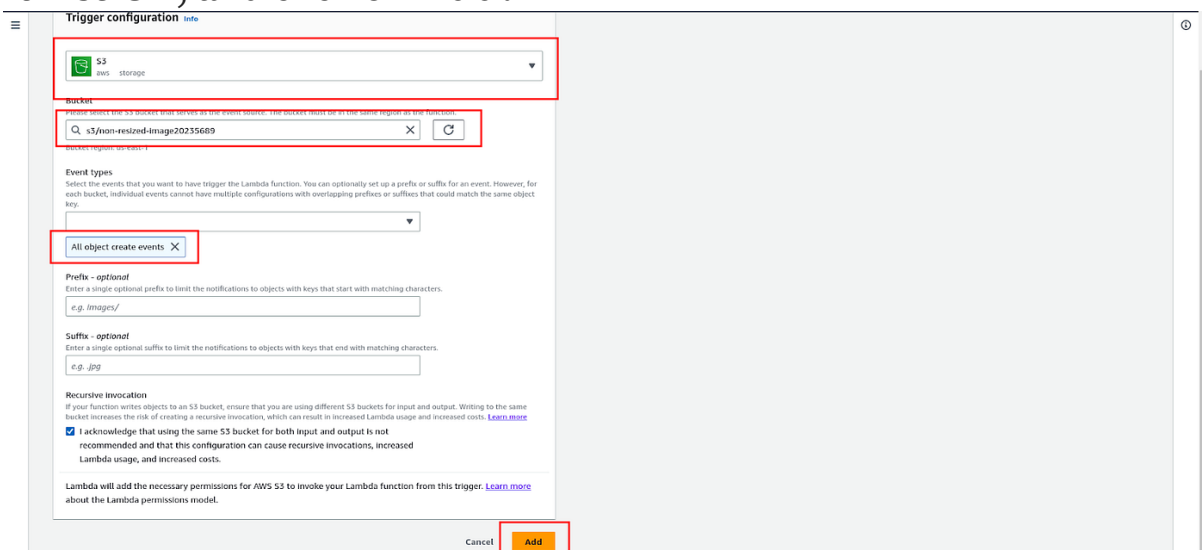 Trigger configuration Info
S3
aws storage
Bucket
Please select the S3 bucket that serves as the event source. The bucket must be in the same region as the function.
s3/non-resized-image20235689
Bucket region: us-east-1
Event types
Select the events that you want to have trigger the Lambda function. You can optionally set up a prefix or suffix for an event. However, for
each bucket, individual events cannot have multiple configurations with overlapping prefixes or suffixes that could match the same object
key.
All object create events
Prefix - optional
Enter a single optional prefix to limit the notifications to objects with keys that start with matching characters.
e.g. images/
Suffix - optional
Enter a single optional suffix to limit the notifications to objects with keys that end with matching characters.
e.g. .jpg
Recursive invocation
If your function writes objects to an S3 bucket, ensure that you are using different S3 buckets for input and output. Writing to the same
bucket increases the risk of creating a recursive invocation, which can result in increased Lambda usage and increased costs. Learn more
I acknowledge that using the same S3 bucket for both input and output is not
recommended and that this configuration can cause recursive invocations, increased
Lambda usage, and increased costs.
Lambda will add the necessary permissions for AWS S3 to invoke your Lambda function from this trigger. Learn more
about the Lambda permissions model.
Cancel Add